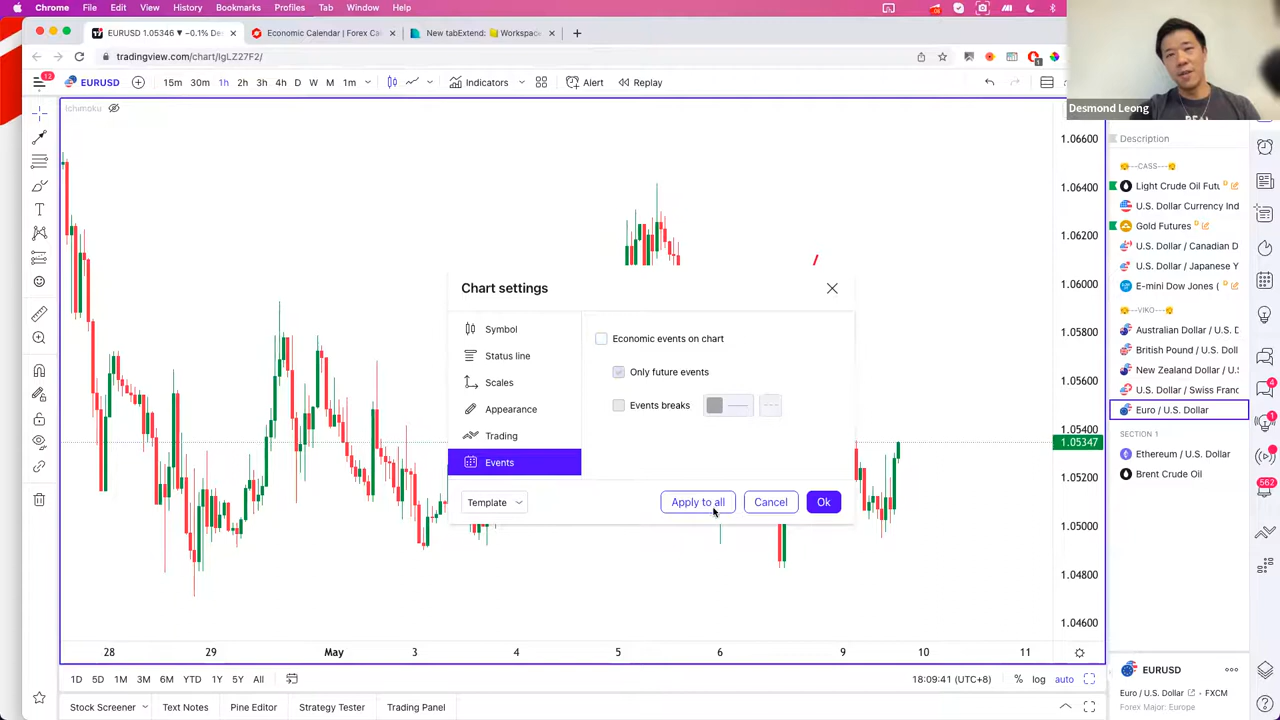 Chrome File Edit View History Bookmarks Profiles Tab Window Help
EURUSD 1.05346 ▼ −0.1% De
Economic Calendar | Forex Ca
New tabExtend: Workspace
tradingview.com/chart/IgLZ27F2/
12
EURUSD 15m 30m 1h 2h 3h 4h D W M 1m Indicators Alert Replay
Desmond Leong
Ichimoku
Description
---CASS---
Light Crude Oil Futu D
U.S. Dollar Currency Ind
Gold Futures D
U.S. Dollar / Canadian D
U.S. Dollar / Japanese Y
E-mini Dow Jones ( D
---VIKO---
Australian Dollar / U.S. D
British Pound / U.S. Doll
New Zealand Dollar / U.S
U.S. Dollar / Swiss Franc
Euro / U.S. Dollar
SECTION 1
Ethereum / U.S. Dollar
Brent Crude Oil
4
1
562
1.06600
1.06400
1.06200
1.06000
1.05800
1.05600
1.05400
1.05347
1.05200
1.05000
1.04800
1.04600
Chart settings
Symbol
Status line
Scales
Appearance
Trading
Events
Economic events on chart
Only future events
Events breaks
Template
Apply to all
Cancel
Ok
28 29 May 3 4 5 6 9 10 11
1D 5D 1M 3M 6M YTD 1Y 5Y All
18:09:41 (UTC+8) % log auto
Stock Screener Text Notes Pine Editor Strategy Tester Trading Panel
EURUSD
Euro / U.S. Dollar • FXCM
Forex Major: Europe